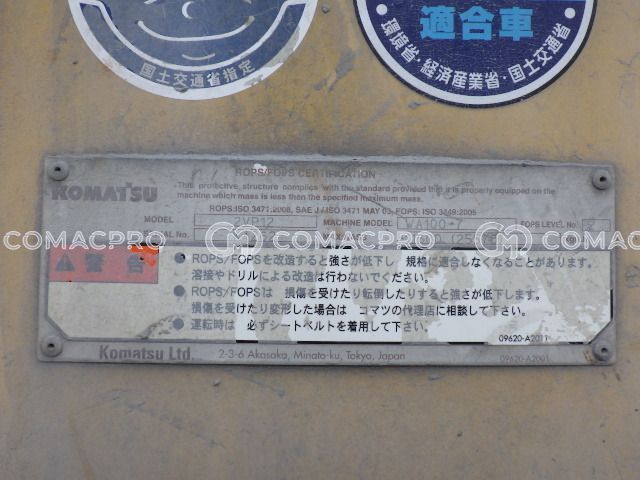 国土交通省指定
適合車
・環境省・経済産業省・国土交通省
ROPS/FOPS CERTIFICATION
KOMATSU
This protective structure complies with the standard provided that it is properly equipped on
the machine which mass is less than the specified maximum mass.
ROPS:ISO 3471:2008, SAE J/ISO 3471 MAY 03, FOPS: ISO 3449:2005
MODEL 2VP12 MACHINE MODEL WA100-7 FOPS LEVEL No. 2
SERIAL No.
COMACPRO COMACPRO COMACPRO
警告
● ROPS/FOPSを改造すると強さが低下し 規格に適合しなくなることがあります。
溶接やドリルによる改造は行わないでください。
● ROPS/FOPSは 損傷を受けたり転倒したりすると強さが低下します。
損傷を受けたり変形した場合は コマツの代理店に相談して下さい。
● 運転時は 必ずシートベルトを着用して下さい。
09620-A2011
Komatsu Ltd. 2-3-6 Akasaka, Minato-ku, Tokyo, Japan
09620-A2001